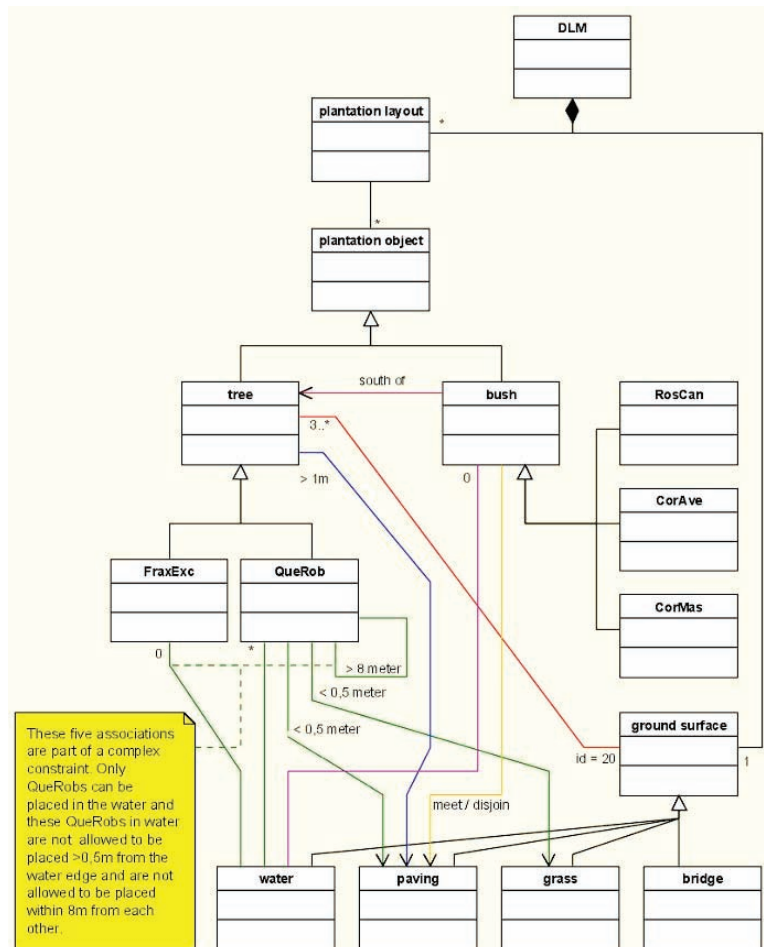 DLM
plantation layout
*
*
plantation object
south of
tree
bush
RosCan
3..*
> 1m
0
CorAve
FraxExc
QueRob
CorMas
0
*
> 8 meter
< 0,5 meter
< 0,5 meter
These five associations
are part of a complex
constraint. Only
QueRobs can be
placed in the water and
these QueRobs in water
are not allowed to be
placed >0,5m from the
water edge and are not
allowed to be placed
within 8m from each
other.
ground surface
id = 20
1
meet / disjoin
water
paving
grass
bridge